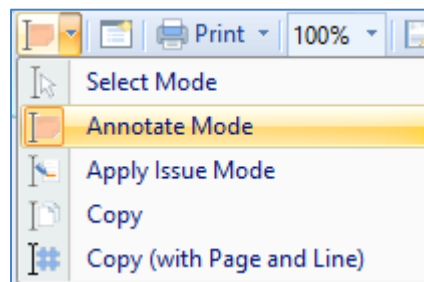 Print 100%
Select Mode
Annotate Mode
Apply Issue Mode
Copy
Copy (with Page and Line)